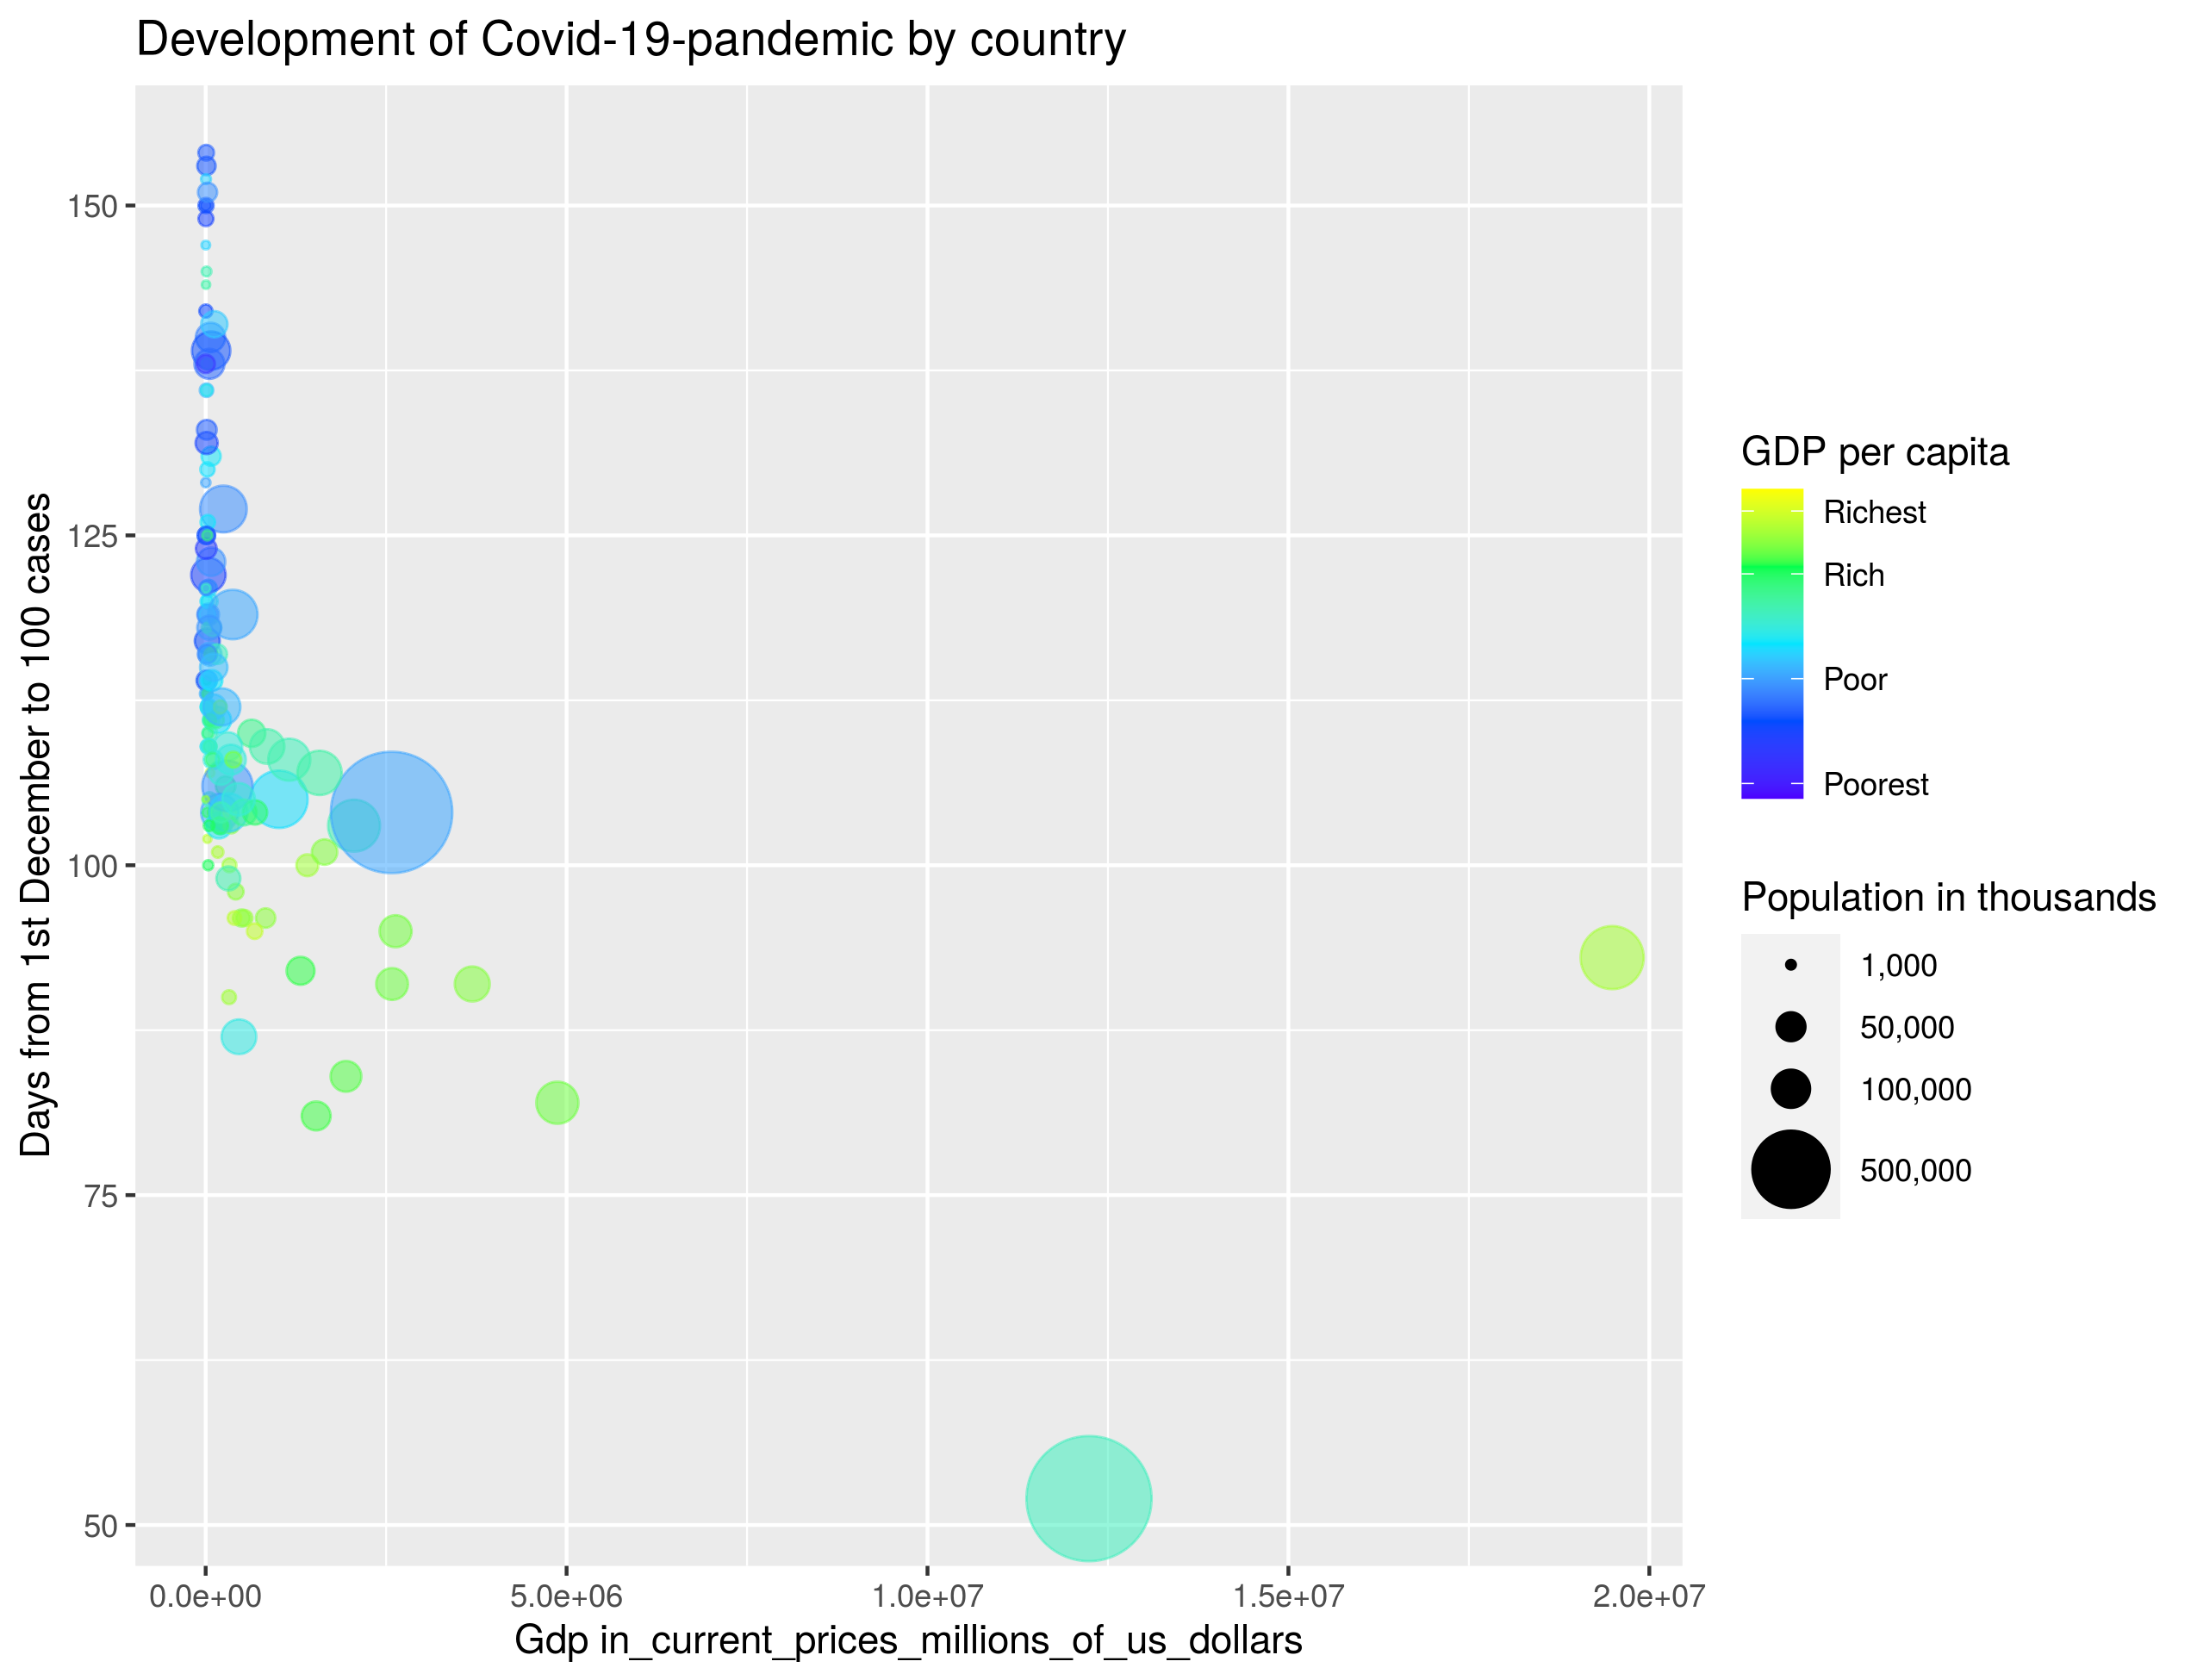 Development of Covid-19-pandemic by country
Days from 1st December to 100 cases
150
125
100
75
50
0.0e+00
5.0e+06
1.0e+07
1.5e+07
2.0e+07
Gdp in_current_prices_millions_of_us_dollars
GDP per capita
Richest
Rich
Poor
Poorest
Population in thousands
1,000
50,000
100,000
500,000